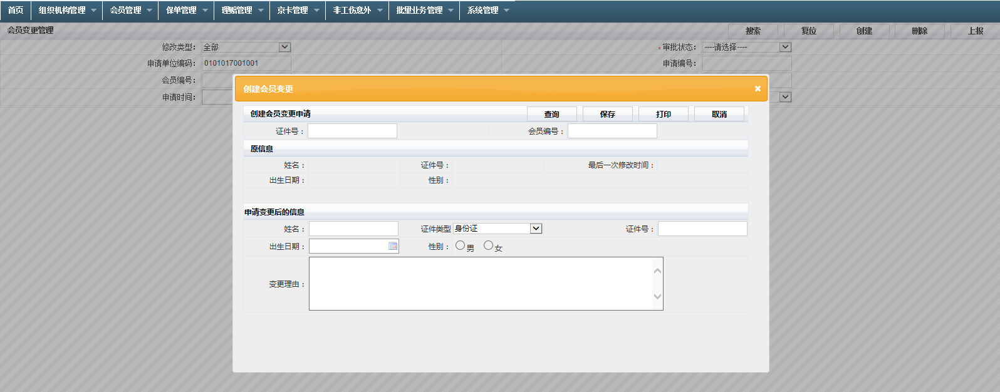 首页 组织机构管理 会员管理 保单管理 理赔管理 京卡管理 非工伤意外 批量业务管理 系统管理
会员变更管理 搜索 复位 创建 删除 上报
修改类型： 全部 *审批状态： ----请选择----
申请单位编码： 0101017001001 申请编号：
会员编号：
申请时间：
创建会员变更
创建会员变更申请 查询 保存 打印 取消
证件号： 会员编号：
原信息
姓名： 证件号： 最后一次修改时间：
出生日期： 性别：
申请变更后的信息
姓名： 证件类型 身份证 证件号：
出生日期： 性别： 男 女
变更理由：